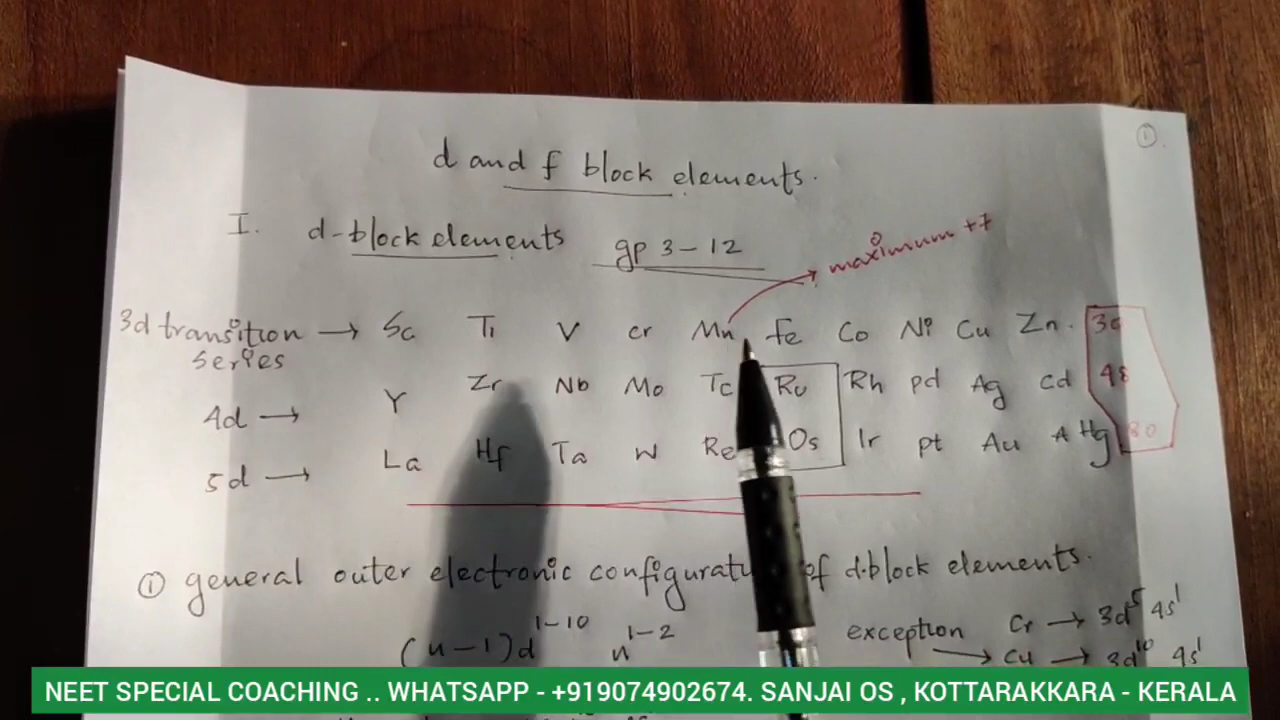 ①
d and f block elements.
I. d-block elements gp 3-12
maximum +7
3d transition series → Sc Ti V cr Mn Fe Co Ni Cu Zn. 30
4d → Y Zr Nb Mo Tc Ru Rh pd Ag cd 48
5d → La Hf Ta W Re Os Ir pt Au Hg 80
① general outer electronic of d-block elements.
(n-1)d¹⁻¹⁰ n¹⁻² exception Cr → 3d⁵ 4s¹
→ Cu → 3d¹⁰ 4s¹
NEET SPECIAL COACHING .. WHATSAPP - +919074902674. SANJAI OS , KOTTARAKKARA - KERALA